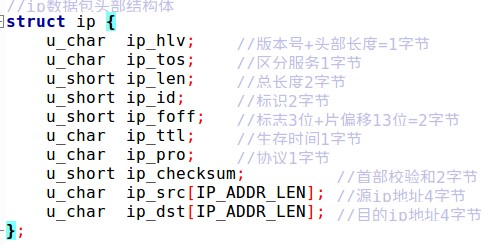 //ip数据包头部结构体
struct ip {
    u_char  ip_hlv;    //版本号+头部长度=1字节
    u_char  ip_tos;    //区分服务1字节
    u_short ip_len;    //总长度2字节
    u_short ip_id;     //标识2字节
    u_short ip_foff;   //标志3位+片偏移13位=2字节
    u_char  ip_ttl;    //生存时间1字节
    u_char  ip_pro;    //协议1字节
    u_short ip_checksum;         //首部校验和2字节
    u_char  ip_src[IP_ADDR_LEN]; //源ip地址4字节
    u_char  ip_dst[IP_ADDR_LEN]; //目的ip地址4字节
};